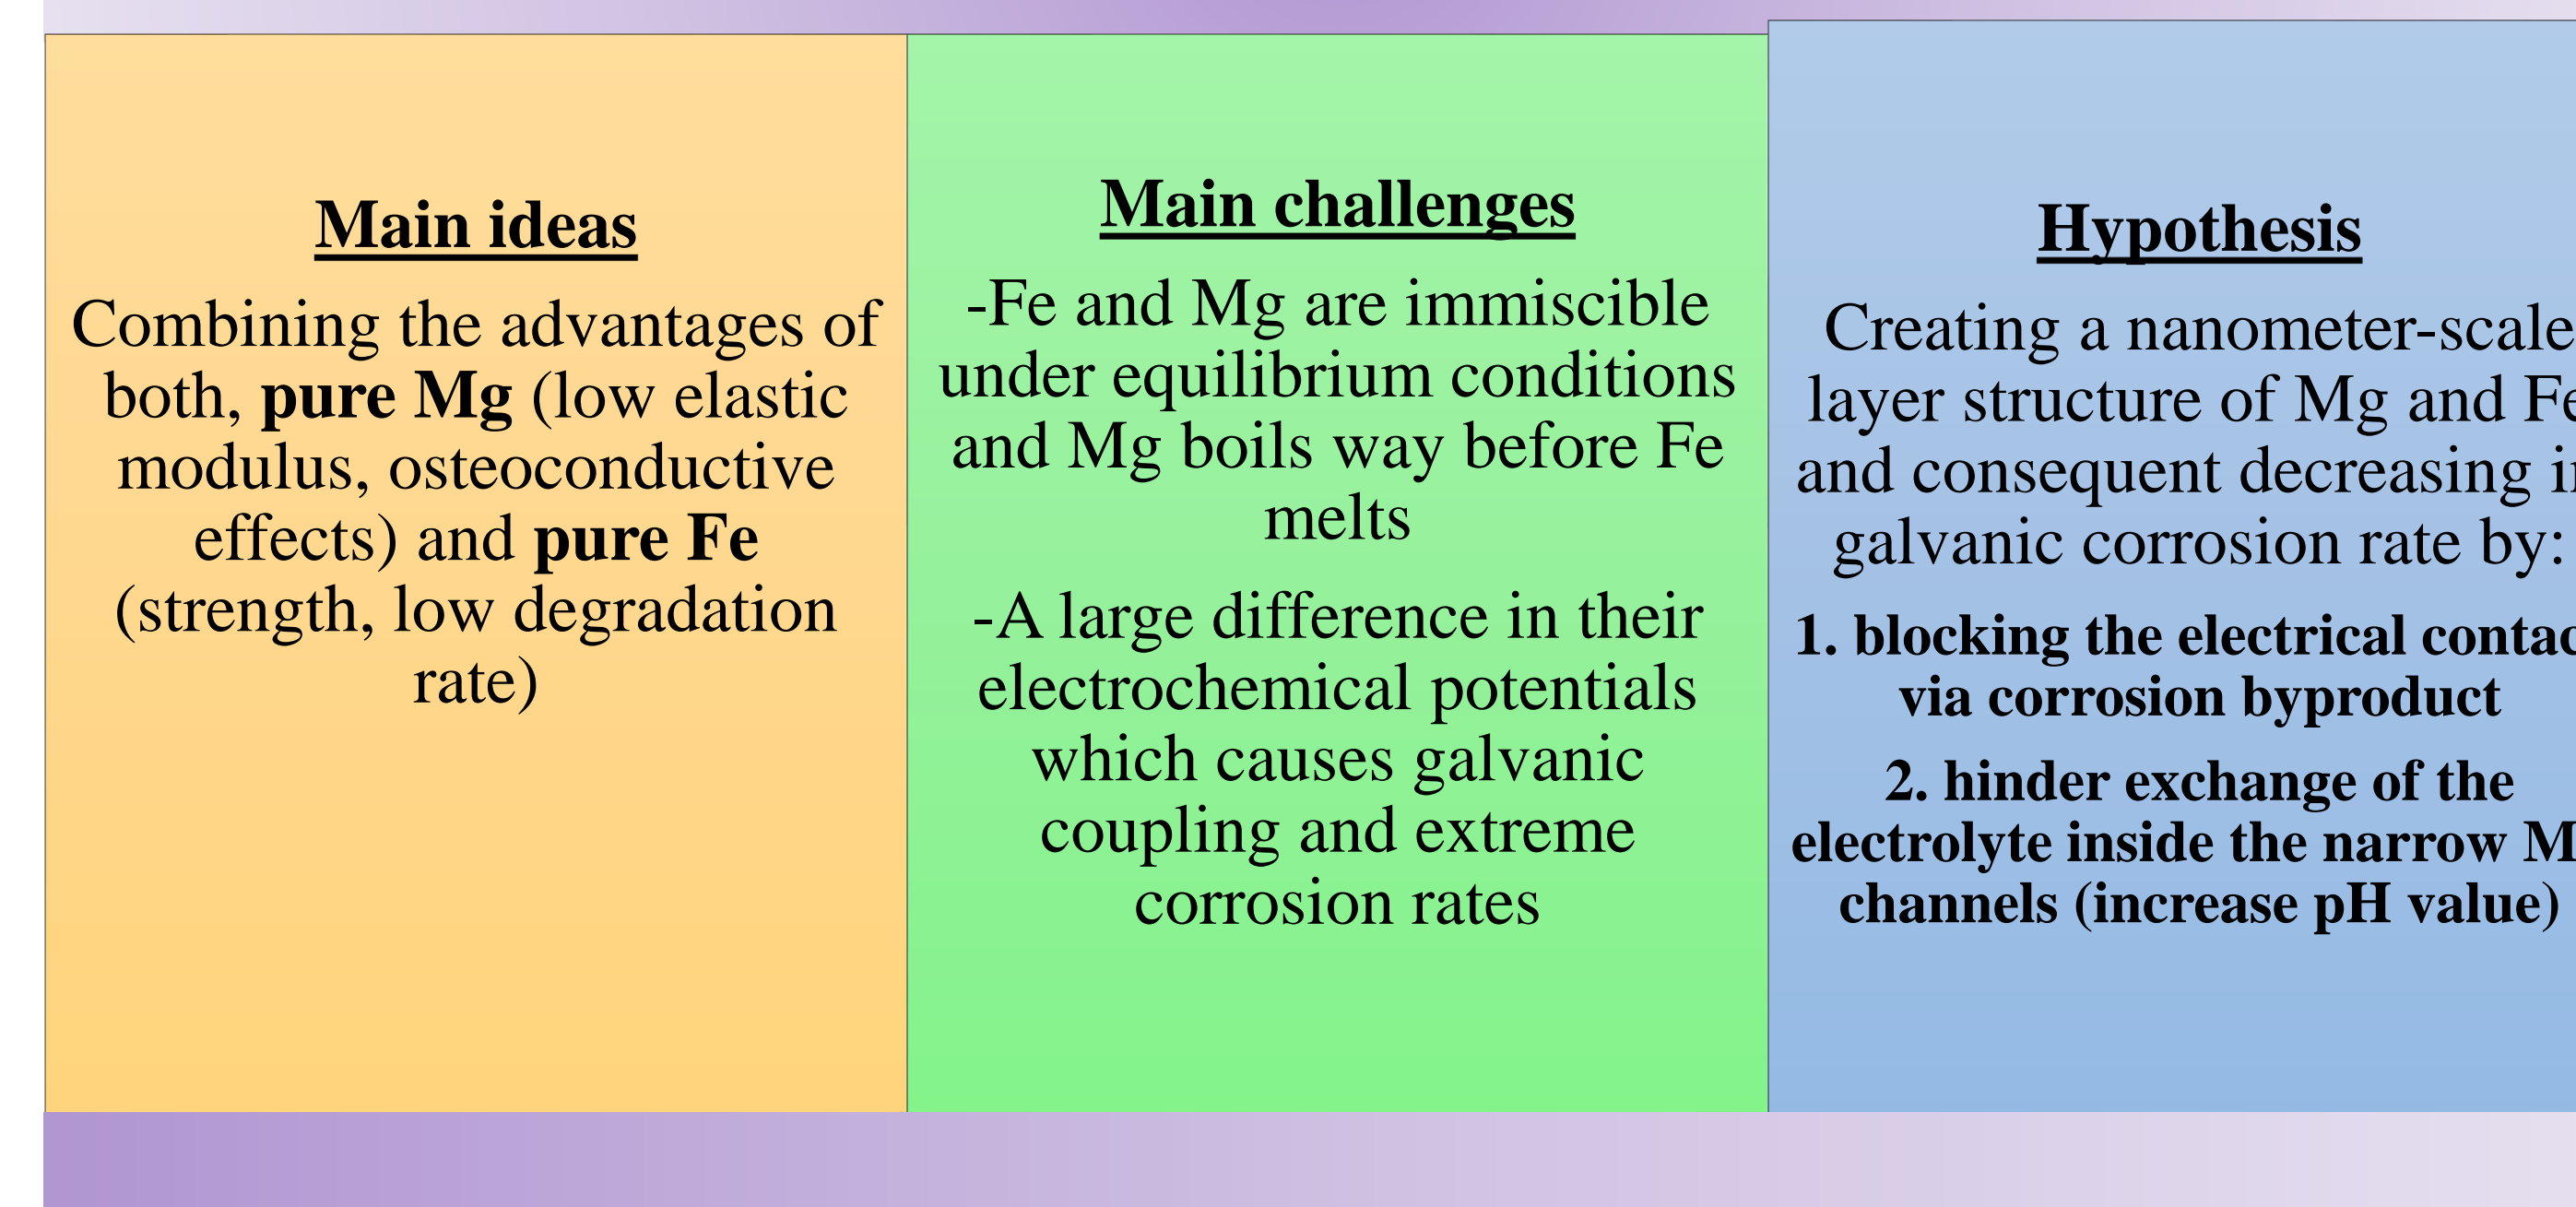 Main ideas
Combining the advantages of
both, pure Mg (low elastic
modulus, osteoconductive
effects) and pure Fe
(strength, low degradation
rate)
Main challenges
-Fe and Mg are immiscible
under equilibrium conditions
and Mg boils way before Fe
melts
-A large difference in their
electrochemical potentials
which causes galvanic
coupling and extreme
corrosion rates
Hypothesis
Creating a nanometer-scale
layer structure of Mg and Fe
and consequent decreasing in
galvanic corrosion rate by:
1. blocking the electrical contac
via corrosion byproduct
2. hinder exchange of the
electrolyte inside the narrow M
channels (increase pH value)